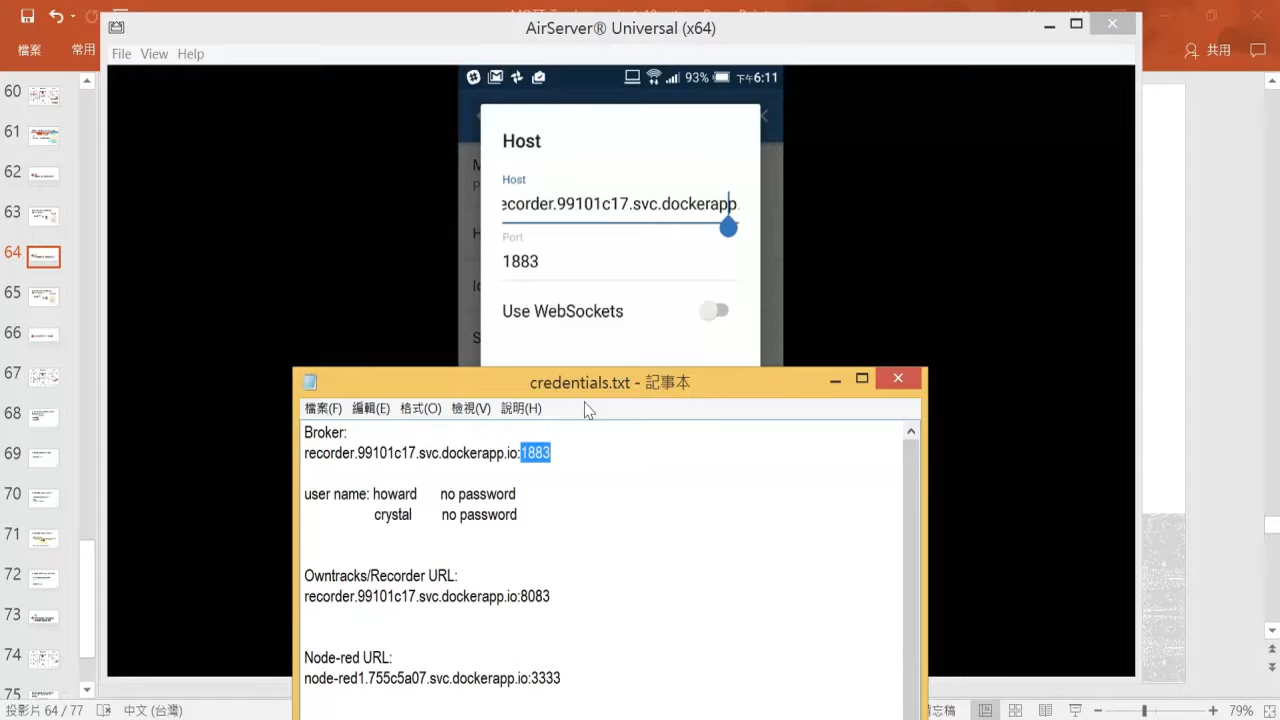 AirServer® Universal (x64)
檔案
常用
共用
File View Help
93% 下午6:11
Host
Host
ecorder.99101c17.svc.dockerapp.
Port
1883
Use WebSockets
60
61
62
63
64
65
66
67
68
69
70
71
72
73
74
75
credentials.txt - 記事本
檔案(F) 編輯(E) 格式(O) 檢視(V) 說明(H)
Broker:
recorder.99101c17.svc.dockerapp.io:1883
user name: howard no password
crystal no password
Owntracks/Recorder URL:
recorder.99101c17.svc.dockerapp.io:8083
Node-red URL:
node-red1.755c5a07.svc.dockerapp.io:3333
投影片 64 / 77 中文 (台灣)
備忘稿
79%